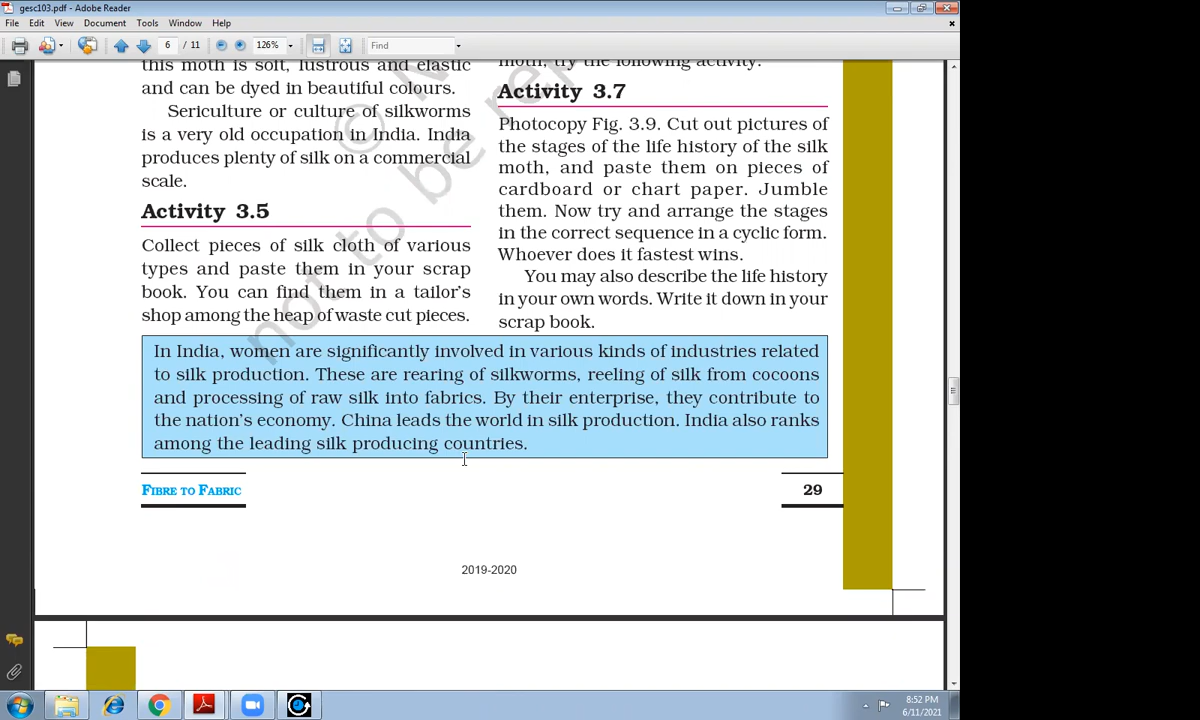 gesc103.pdf - Adobe Reader
File Edit View Document Tools Window Help
6 / 11 126% Find
this moth is soft, lustrous and elastic
and can be dyed in beautiful colours.
Sericulture or culture of silkworms
is a very old occupation in India. India
produces plenty of silk on a commercial
scale.
Activity 3.5
Collect pieces of silk cloth of various
types and paste them in your scrap
book. You can find them in a tailor's
shop among the heap of waste cut pieces.
moth, try the following activity.
Activity 3.7
Photocopy Fig. 3.9. Cut out pictures of
the stages of the life history of the silk
moth, and paste them on pieces of
cardboard or chart paper. Jumble
them. Now try and arrange the stages
in the correct sequence in a cyclic form.
Whoever does it fastest wins.
You may also describe the life history
in your own words. Write it down in your
scrap book.
In India, women are significantly involved in various kinds of industries related
to silk production. These are rearing of silkworms, reeling of silk from cocoons
and processing of raw silk into fabrics. By their enterprise, they contribute to
the nation's economy. China leads the world in silk production. India also ranks
among the leading silk producing countries.
FIBRE TO FABRIC
29
2019-2020
© N
not to be rep
8:52 PM
6/11/2021